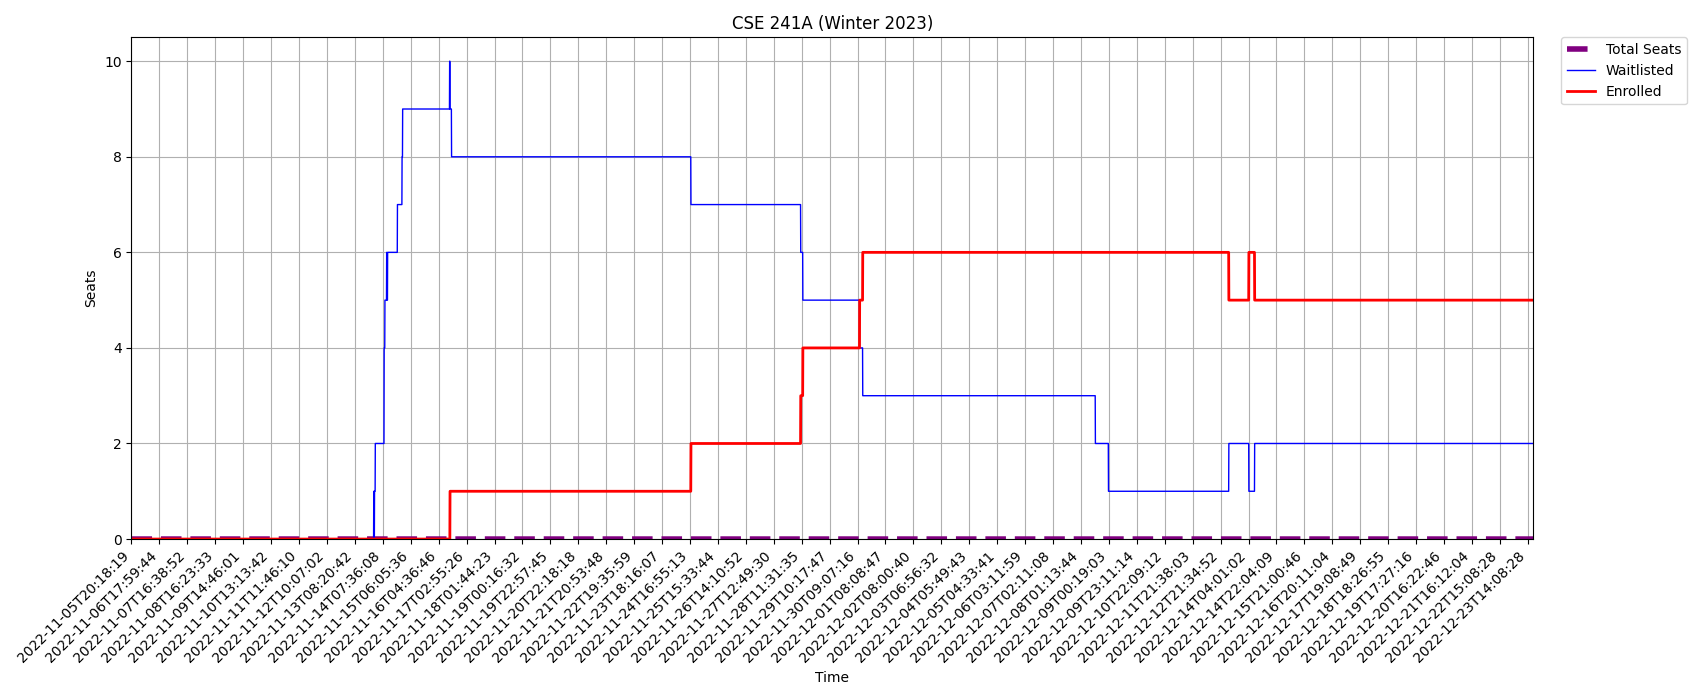 CSE 241A (Winter 2023)
Total Seats
Waitlisted
Enrolled
10
8
6
4
2
0
Seats
2022-11-05T20:18:19
2022-11-06T17:59:44
2022-11-07T16:38:52
2022-11-08T16:23:33
2022-11-09T14:46:01
2022-11-10T13:13:42
2022-11-11T11:46:10
2022-11-12T10:07:02
2022-11-13T08:20:42
2022-11-14T07:36:08
2022-11-15T06:05:36
2022-11-16T04:36:46
2022-11-17T02:55:26
2022-11-18T01:44:23
2022-11-19T00:16:32
2022-11-19T22:57:45
2022-11-20T22:18:18
2022-11-21T20:53:48
2022-11-22T19:35:59
2022-11-23T18:16:07
2022-11-24T16:55:13
2022-11-25T15:33:44
2022-11-26T14:10:52
2022-11-27T12:49:30
2022-11-28T11:31:35
2022-11-29T10:17:47
2022-11-30T09:07:16
2022-12-01T08:08:47
2022-12-02T08:00:40
2022-12-03T06:56:32
2022-12-04T05:49:43
2022-12-05T04:33:41
2022-12-06T03:11:59
2022-12-07T02:11:08
2022-12-08T01:13:44
2022-12-09T00:19:03
2022-12-09T23:11:14
2022-12-10T22:09:12
2022-12-11T21:38:03
2022-12-12T21:34:52
2022-12-14T04:01:02
2022-12-14T22:04:09
2022-12-15T21:00:46
2022-12-16T20:11:04
2022-12-17T19:08:49
2022-12-18T18:26:55
2022-12-19T17:27:16
2022-12-20T16:22:46
2022-12-21T16:12:04
2022-12-22T15:08:28
2022-12-23T14:08:28
Time